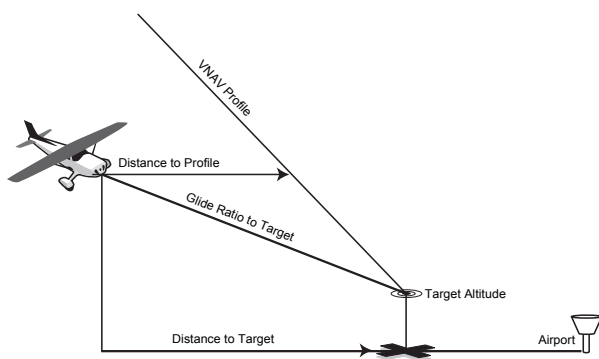 VNAV Profile
Distance to Profile
Glide Ratio to Target
Target Altitude
Distance to Target
Airport